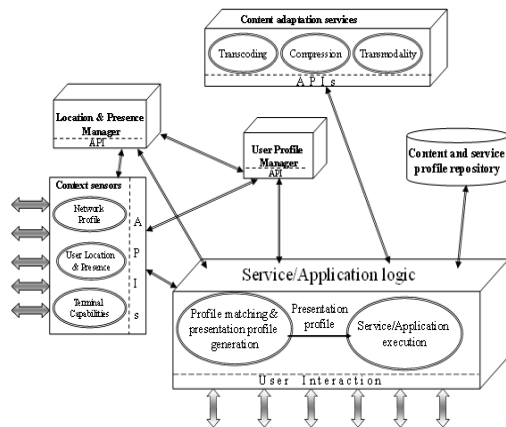 Content adaptation services
Transcoding
Compression
Transmodality
APIs
Location & Presence
Manager
API
User Profile
Manager
API
Content and service
profile repository
Context sensors
Network
Profile
User Location
& Presence
Terminal
Capabilities
APIs
Service/Application logic
Profile matching &
presentation profile
generation
Presentation
profile
Service/Application
execution
User Interaction